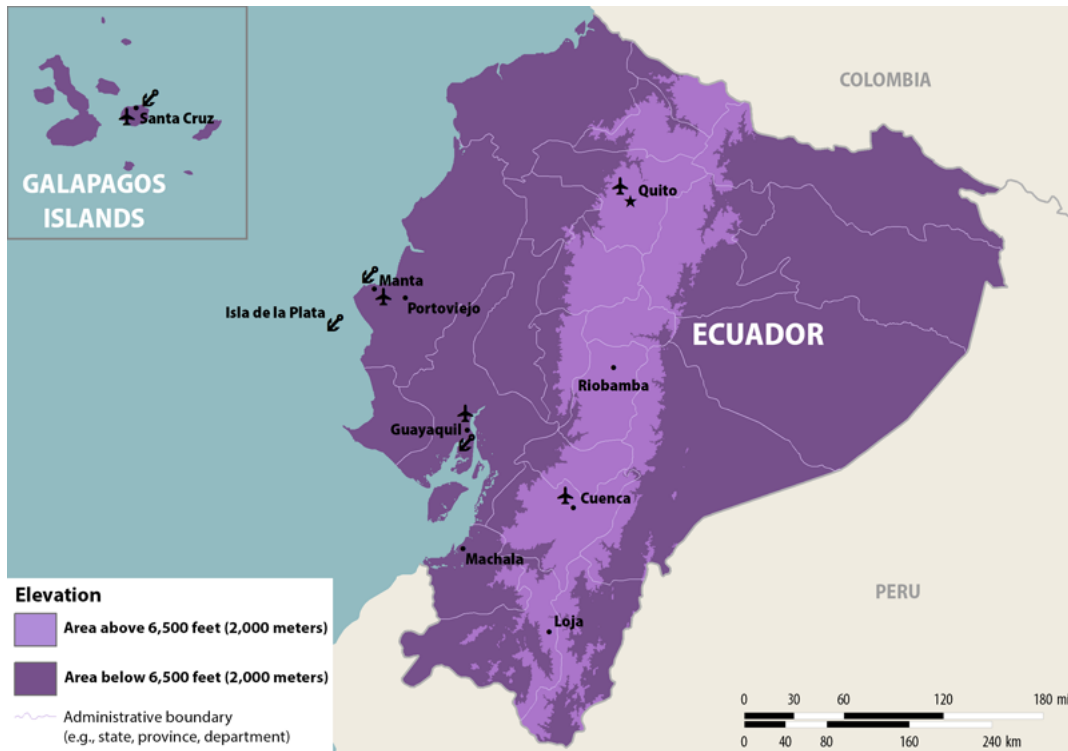 GALAPAGOS
ISLANDS
Santa Cruz
COLOMBIA
Quito
Manta
Portoviejo
Isla de la Plata
ECUADOR
Riobamba
Guayaquil
Cuenca
Machala
Loja
PERU
Elevation
Area above 6,500 feet (2,000 meters)
Area below 6,500 feet (2,000 meters)
Administrative boundary
(e.g., state, province, department)
0 30 60 120 180 mi
0 40 80 160 240 km